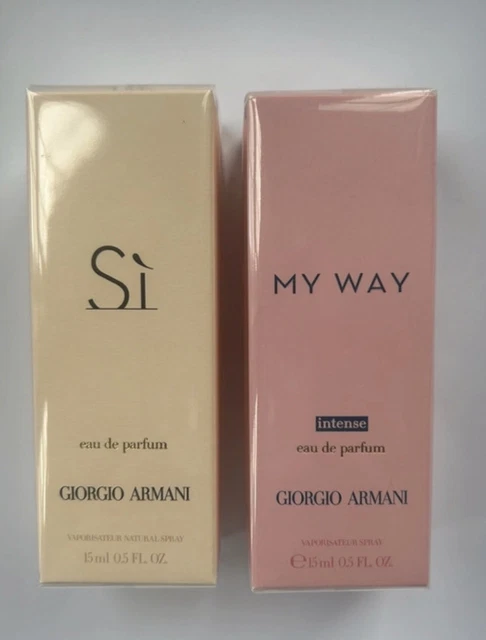 Sì
eau de parfum
GIORGIO ARMANI
VAPORISATEUR NATURAL SPRAY
15 ml 0.5 FL. OZ.
MY WAY
intense
eau de parfum
GIORGIO ARMANI
VAPORISATEUR SPRAY
℮ 15 ml 0.5 FL. OZ.